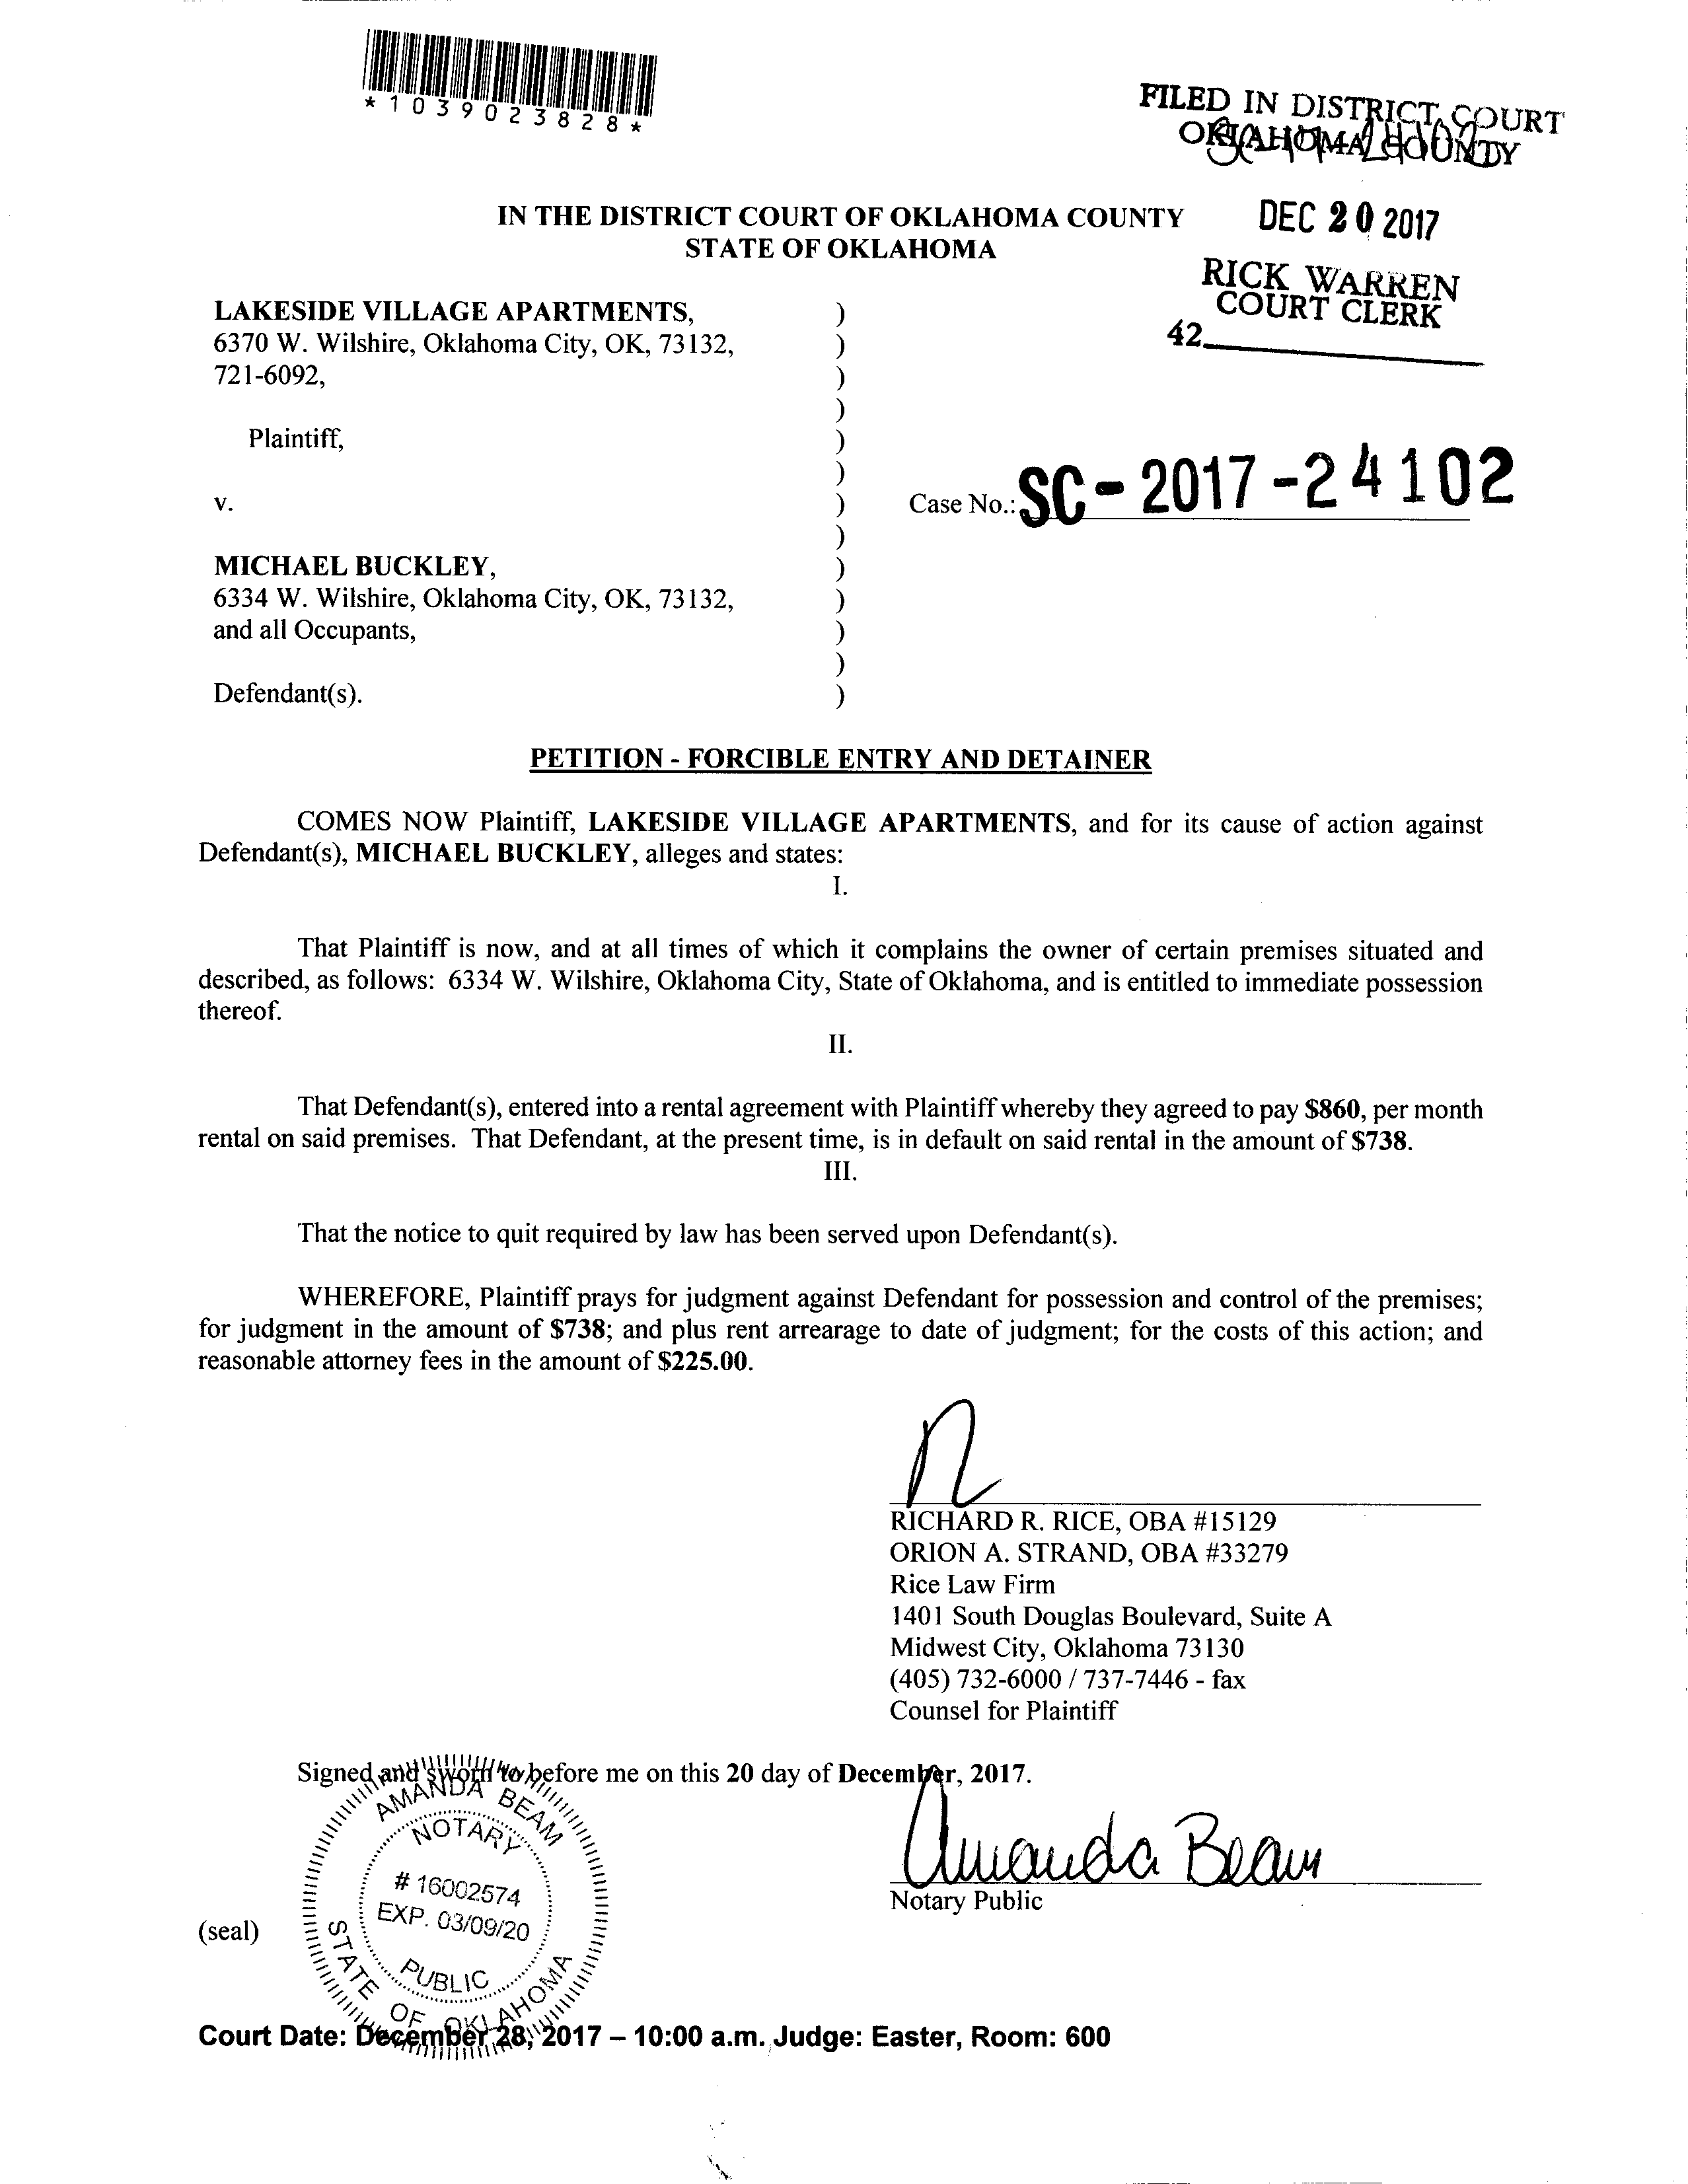 *1039023828*
FILED IN DISTRICT COURT
OKLAHOMA COUNTY
DEC 20 2017
RICK WARREN
COURT CLERK
42
IN THE DISTRICT COURT OF OKLAHOMA COUNTY
STATE OF OKLAHOMA
LAKESIDE VILLAGE APARTMENTS, )
6370 W. Wilshire, Oklahoma City, OK, 73132, )
721-6092, )
)
Plaintiff, )
)
v. ) Case No.: SC-2017-24102
)
MICHAEL BUCKLEY, )
6334 W. Wilshire, Oklahoma City, OK, 73132, )
and all Occupants, )
)
Defendant(s). )
PETITION - FORCIBLE ENTRY AND DETAINER
COMES NOW Plaintiff, LAKESIDE VILLAGE APARTMENTS, and for its cause of action against
Defendant(s), MICHAEL BUCKLEY, alleges and states:
I.
That Plaintiff is now, and at all times of which it complains the owner of certain premises situated and
described, as follows: 6334 W. Wilshire, Oklahoma City, State of Oklahoma, and is entitled to immediate possession
thereof.
II.
That Defendant(s), entered into a rental agreement with Plaintiff whereby they agreed to pay $860, per month
rental on said premises. That Defendant, at the present time, is in default on said rental in the amount of $738.
III.
That the notice to quit required by law has been served upon Defendant(s).
WHEREFORE, Plaintiff prays for judgment against Defendant for possession and control of the premises;
for judgment in the amount of $738; and plus rent arrearage to date of judgment; for the costs of this action; and
reasonable attorney fees in the amount of $225.00.
RICHARD R. RICE, OBA #15129
ORION A. STRAND, OBA #33279
Rice Law Firm
1401 South Douglas Boulevard, Suite A
Midwest City, Oklahoma 73130
(405) 732-6000 / 737-7446 - fax
Counsel for Plaintiff
Signed and sworn to before me on this 20 day of December, 2017.
AMANDA BEAM
NOTARY
# 16002574
EXP. 03/09/20
PUBLIC
STATE OF OKLAHOMA
Amanda Beam
Notary Public
(seal)
Court Date: December 28, 2017 – 10:00 a.m. Judge: Easter, Room: 600